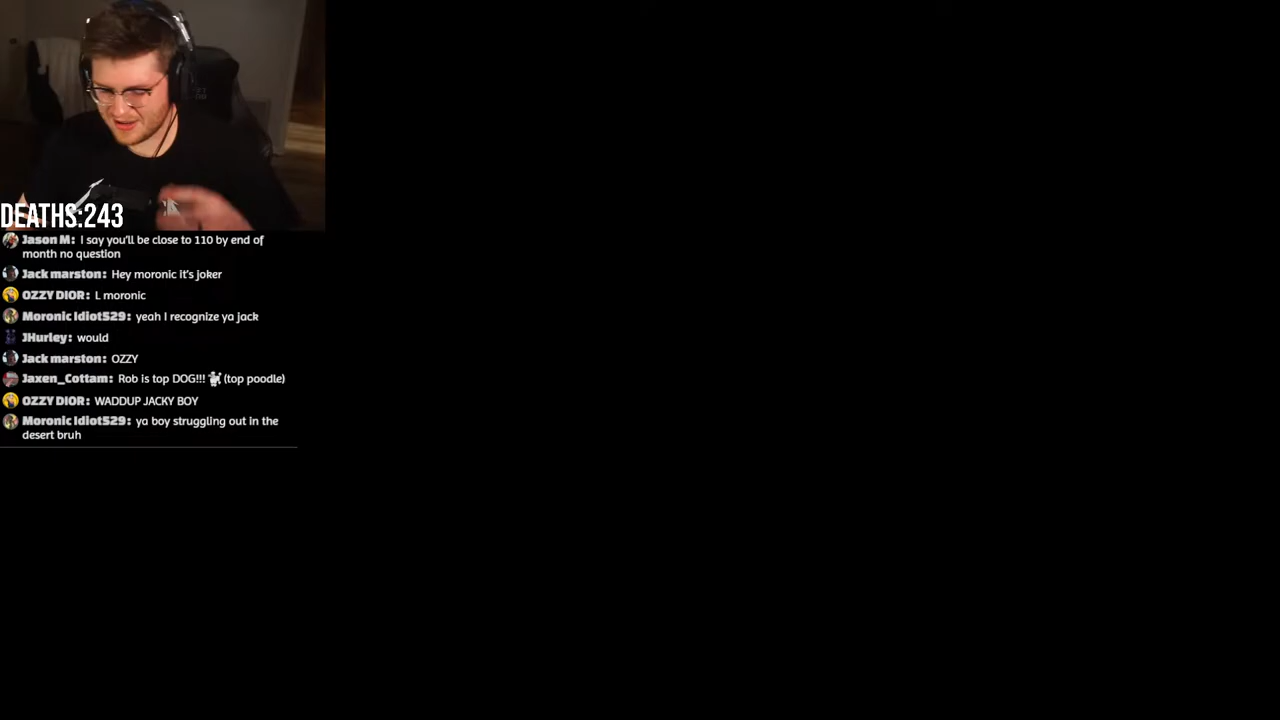 DEATHS:243
Jason M: I say you'll be close to 110 by end of
month no question
Jack marston: Hey moronic it's joker
OZZY DIOR: L moronic
Moronic Idiot529: yeah I recognize ya jack
JHurley: would
Jack marston: OZZY
Jaxen_Cottam: Rob is top DOG!!! 🐩 (top poodle)
OZZY DIOR: WADDUP JACKY BOY
Moronic Idiot529: ya boy struggling out in the
desert bruh